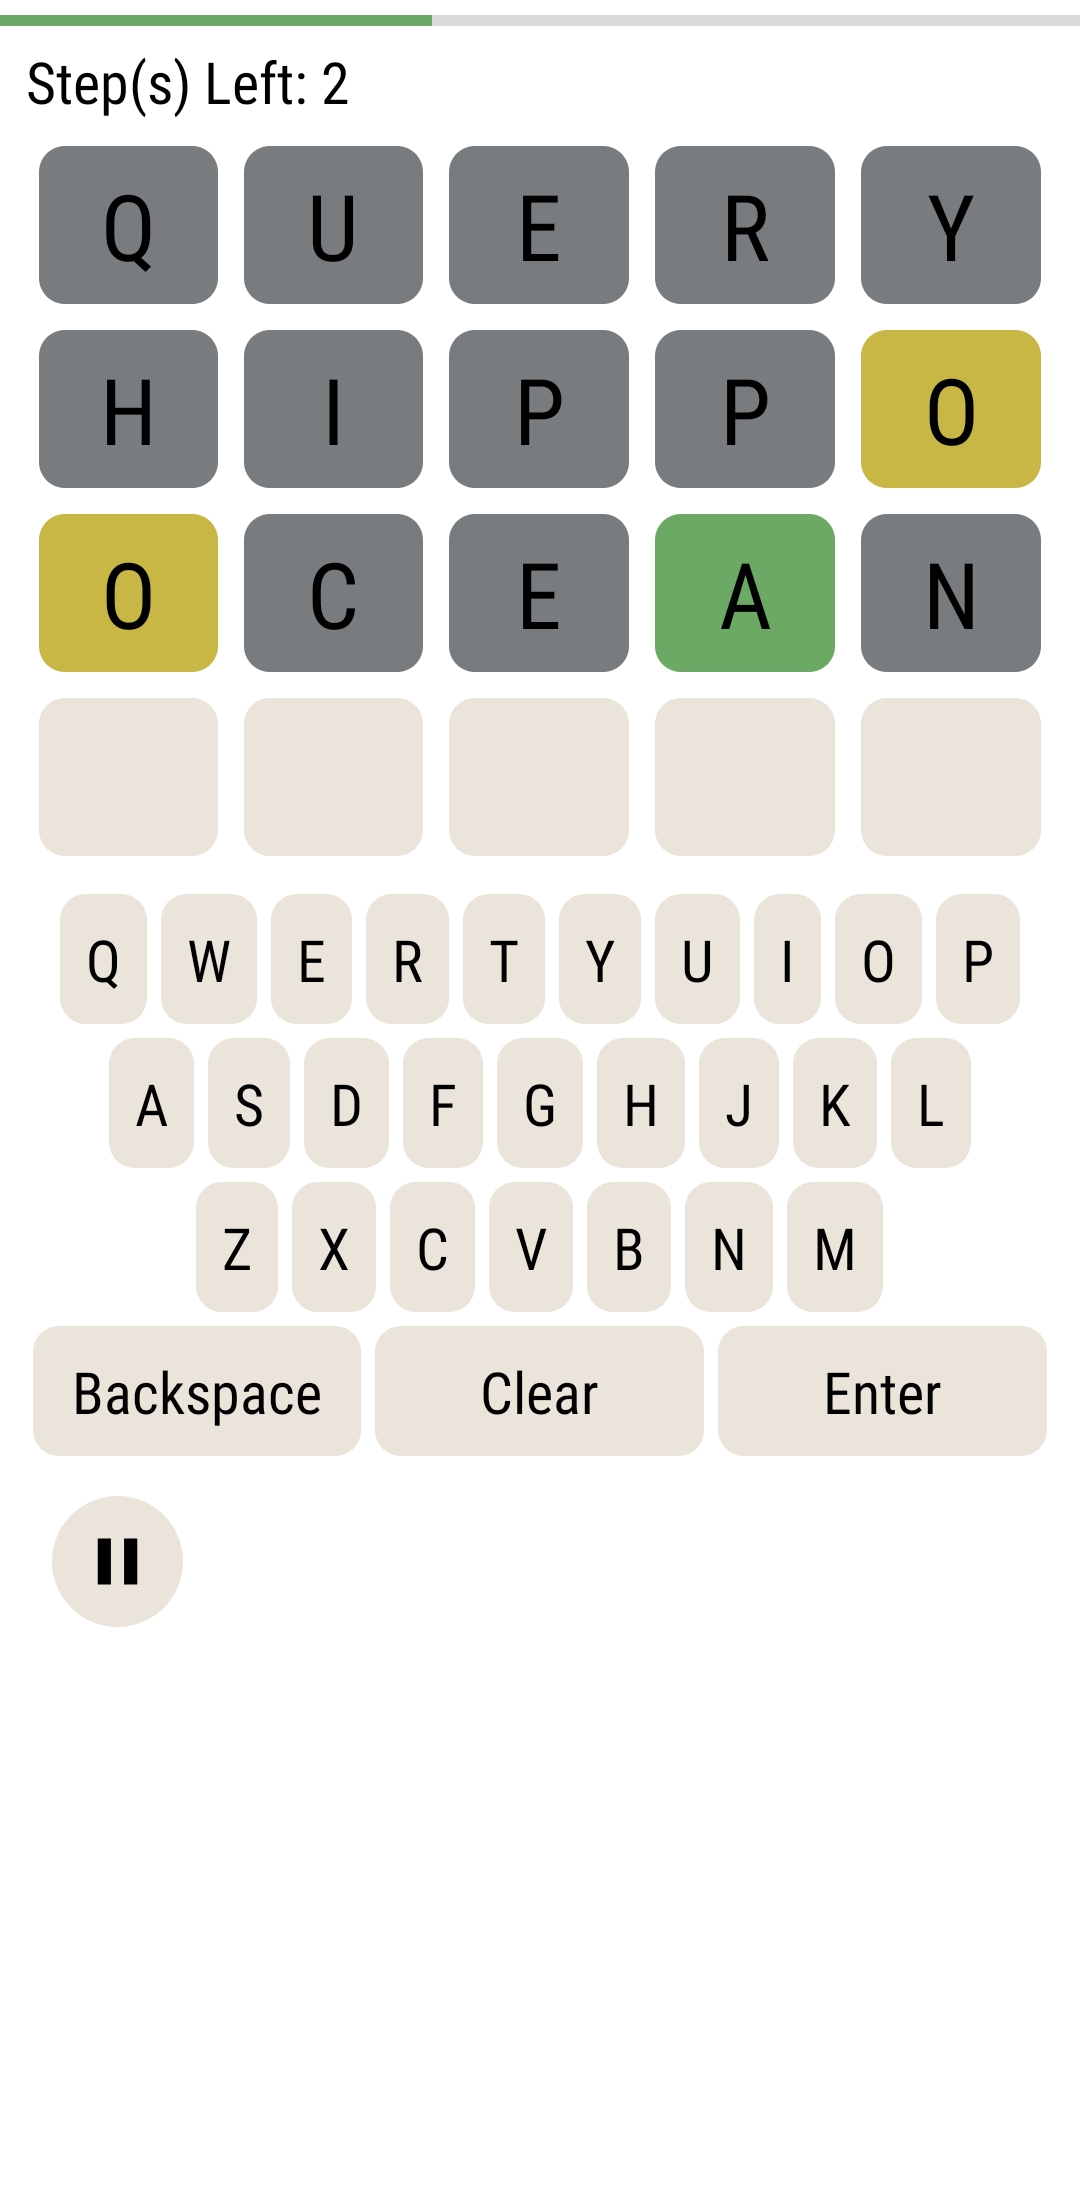 Step(s) Left: 2
Q U E R Y
H I P P O
O C E A N
Q W E R T Y U I O P
A S D F G H J K L
Z X C V B N M
Backspace Clear Enter